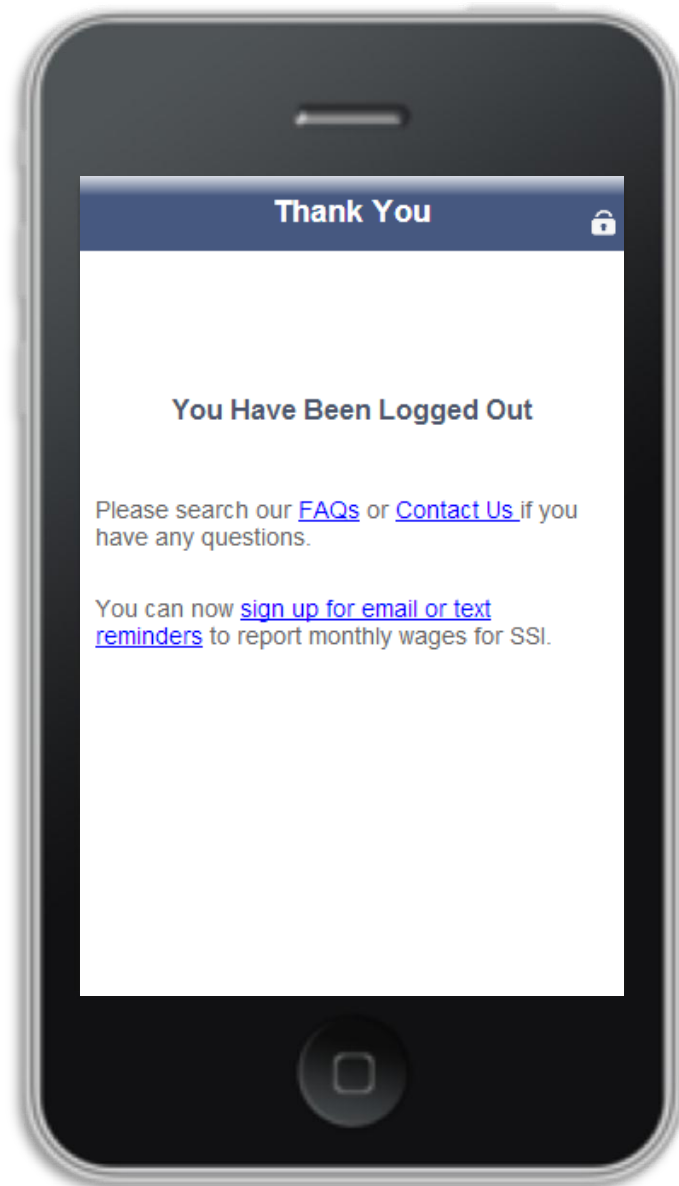 Thank You
You Have Been Logged Out
Please search our FAQs or Contact Us if you
have any questions.
You can now sign up for email or text
reminders to report monthly wages for SSI.